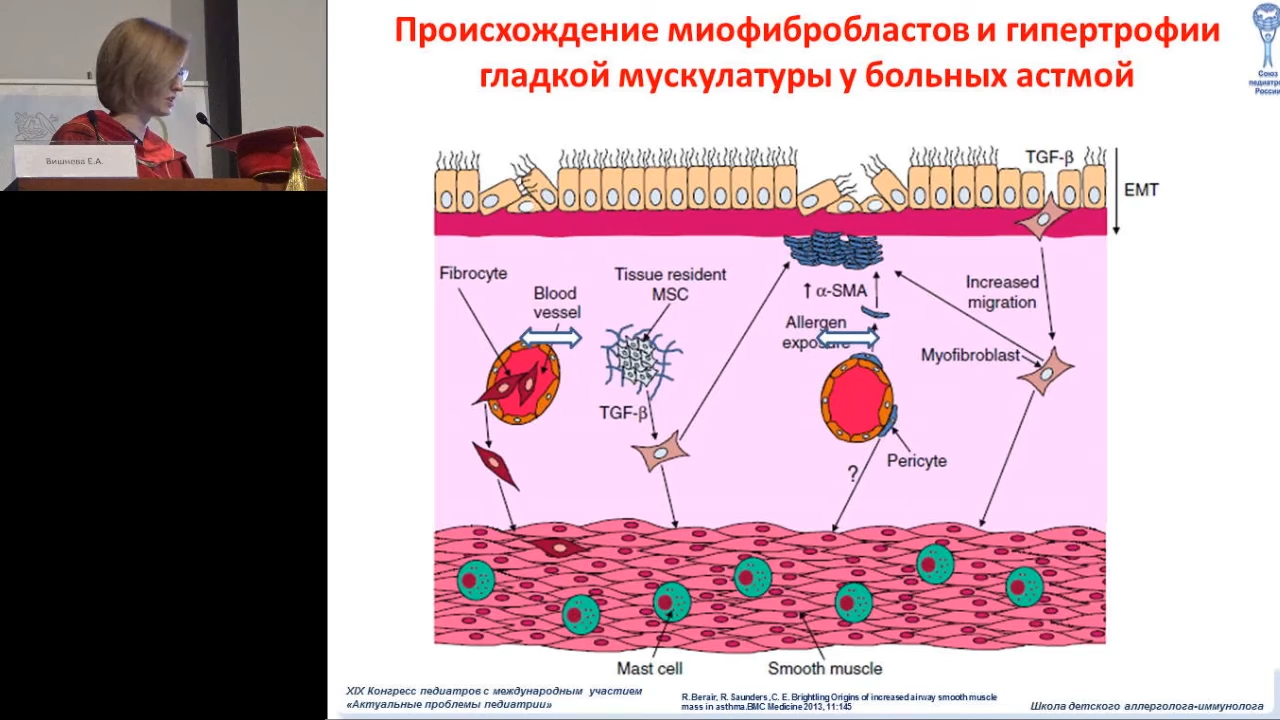 Происхождение миофибробластов и гипертрофии
гладкой мускулатуры у больных астмой
Союз
педиатро
России
Вишнева Е.А.
TGF-β
EMT
Fibrocyte
Blood
vessel
Tissue resident
MSC
↑ α-SMA
Allergen
exposure
Increased
migration
Myofibroblast
TGF-β
Pericyte
?
Mast cell
Smooth muscle
XIX Конгресс педиатров с международным участием
«Актуальные проблемы педиатрии»
R. Berair, R. Saunders ,C. E. Brightling Origins of increased airway smooth muscle
mass in asthma.BMC Medicine 2013, 11:145
Школа детского аллерголога-иммунолога